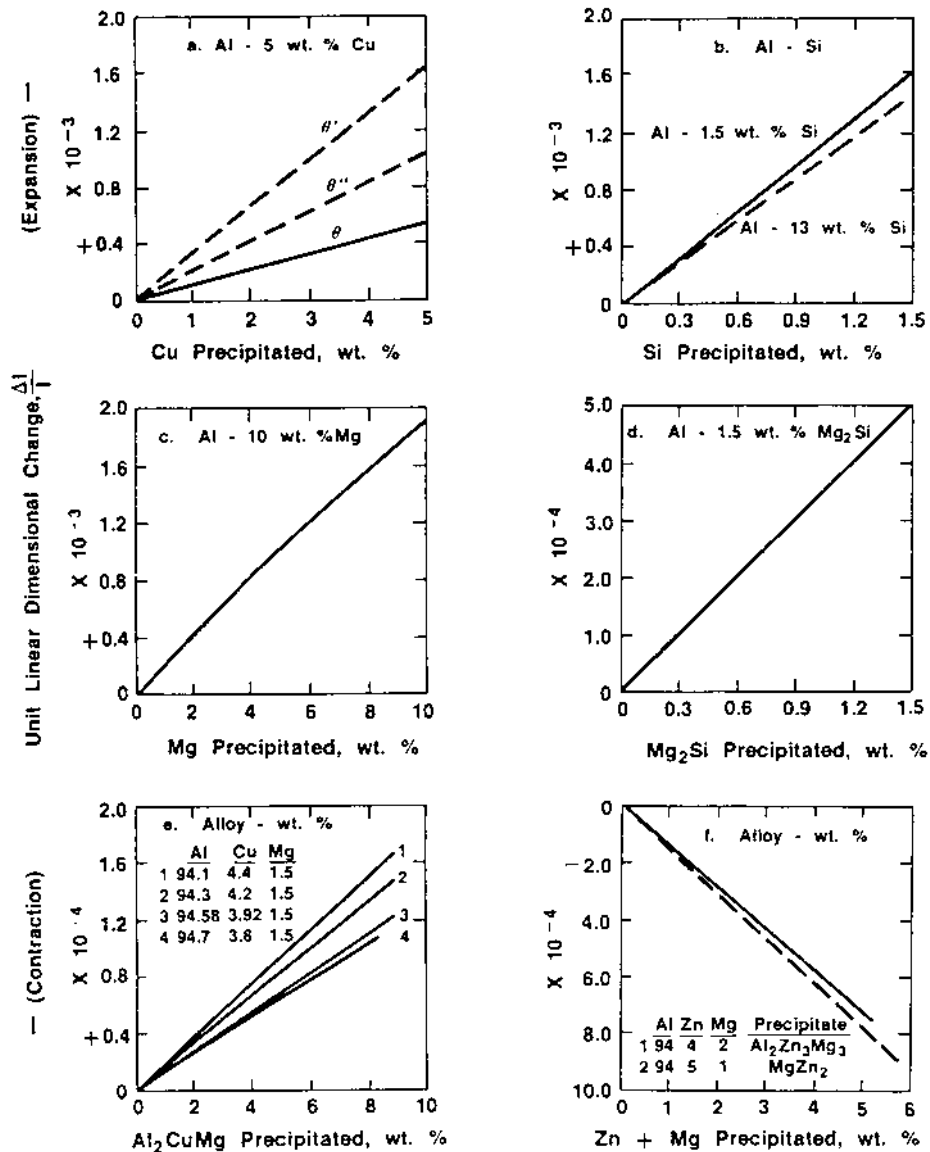 Unit Linear Dimensional Change, Δl/l
— (Contraction)
(Expansion) —
a. Al - 5 wt. % Cu
X 10-3
2.0
1.6
1.2
0.8
+ 0.4
0
θ'
θ''
θ
0 1 2 3 4 5
Cu Precipitated, wt. %
b. Al - Si
X 10-3
2.0
1.6
1.2
0.8
+ 0.4
0
Al - 1.5 wt. % Si
Al - 13 wt. % Si
0 0.3 0.6 0.9 1.2 1.5
Si Precipitated, wt. %
c. Al - 10 wt. %Mg
X 10-3
2.0
1.6
1.2
0.8
+ 0.4
0
0 2 4 6 8 10
Mg Precipitated, wt. %
d. Al - 1.5 wt. % Mg2Si
X 10-4
5.0
4.0
3.0
2.0
1.0
0
0 0.3 0.6 0.9 1.2 1.5
Mg2Si Precipitated, wt. %
e. Alloy - wt. %
Al Cu Mg
1 94.1 4.4 1.5
2 94.3 4.2 1.5
3 94.58 3.92 1.5
4 94.7 3.8 1.5
X 10-4
2.0
1.6
1.2
0.8
+ 0.4
0
1
2
3
4
0 2 4 6 8 10
Al2CuMg Precipitated, wt. %
f. Alloy - wt. %
X 10-4
0
— 2.0
4.0
6.0
8.0
10.0
Al Zn Mg Precipitate
1 94 4 2 Al2Zn3Mg3
2 94 5 1 MgZn2
0 1 2 3 4 5 6
Zn + Mg Precipitated, wt. %